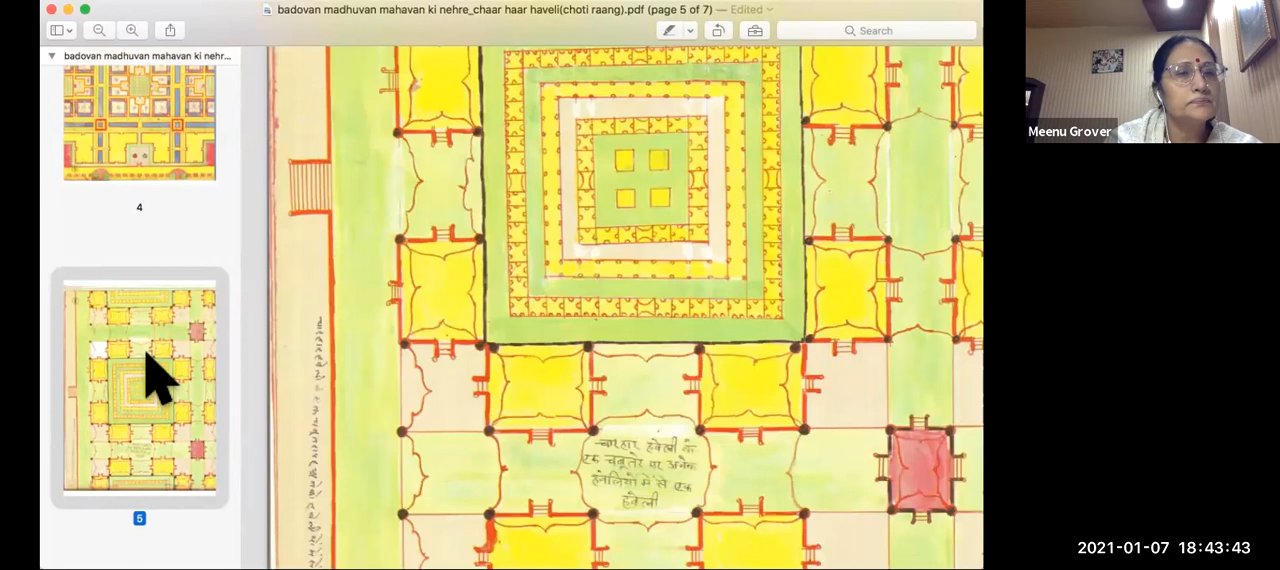 badovan madhuvan mahavan ki nehre_chaar haar haveli(choti raang).pdf (page 5 of 7) — Edited
Search
badovan madhuvan mahavan ki nehr...
4
5
चारहार हवेली के
एक चबूतरे पर अनेक
हवेलियों में से एक
हवेली
Meenu Grover
2021-01-07 18:43:43